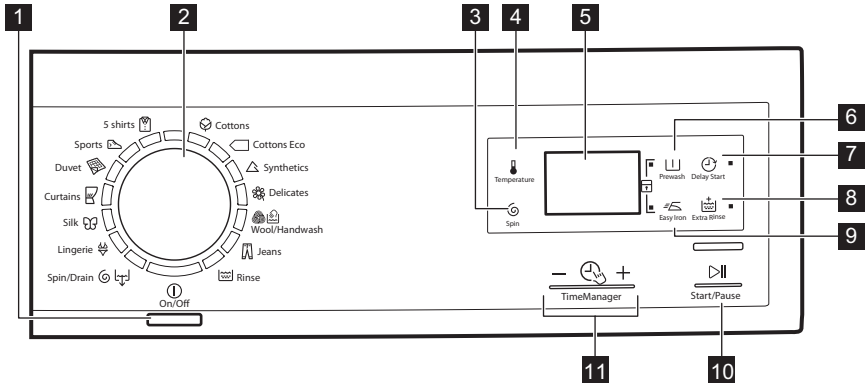 1
2
3
4
5
6
7
8
9
10
11
5 shirts
Sports
Duvet
Curtains
Silk
Lingerie
Spin/Drain
On/Off
Cottons
Cottons Eco
Synthetics
Delicates
Wool/Handwash
Jeans
Rinse
Temperature
Spin
Prewash
Delay Start
Easy Iron
Extra Rinse
TimeManager
Start/Pause